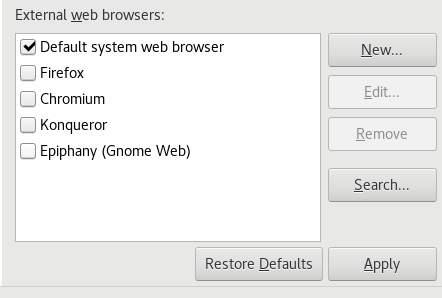 External web browsers:
Default system web browser
Firefox
Chromium
Konqueror
Epiphany (Gnome Web)
New...
Edit...
Remove
Search...
Restore Defaults
Apply